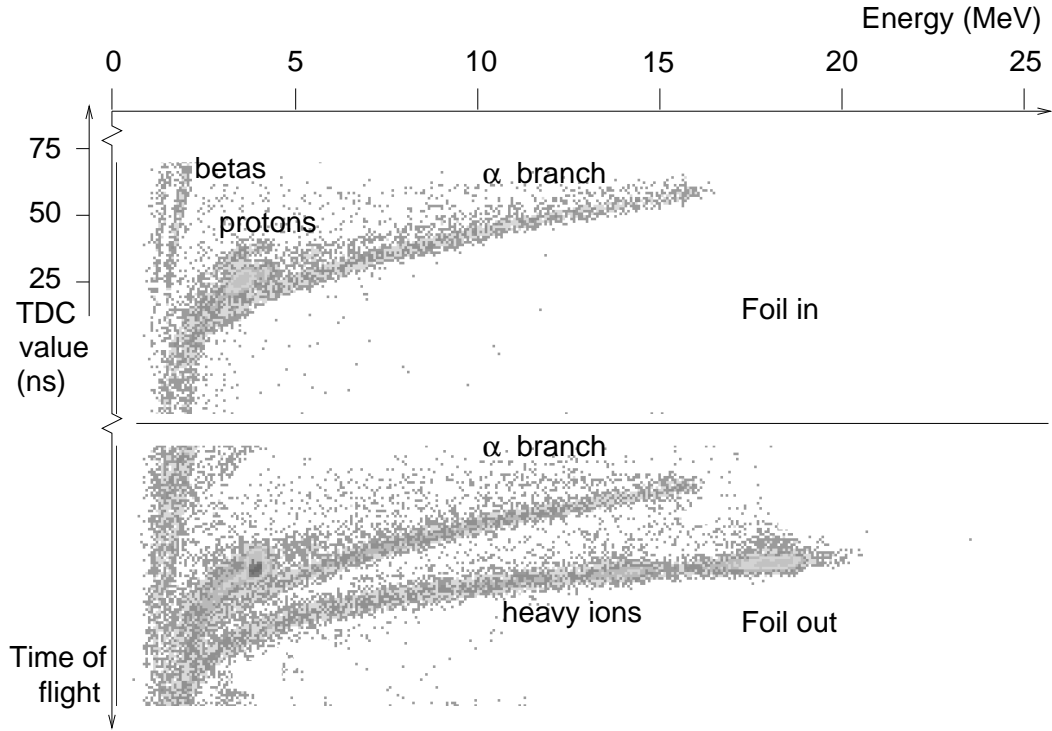 Energy (MeV)
0 5 10 15 20 25
75
betas
α branch
50
protons
25
TDC
value
(ns)
Foil in
α branch
heavy ions
Foil out
Time of
flight